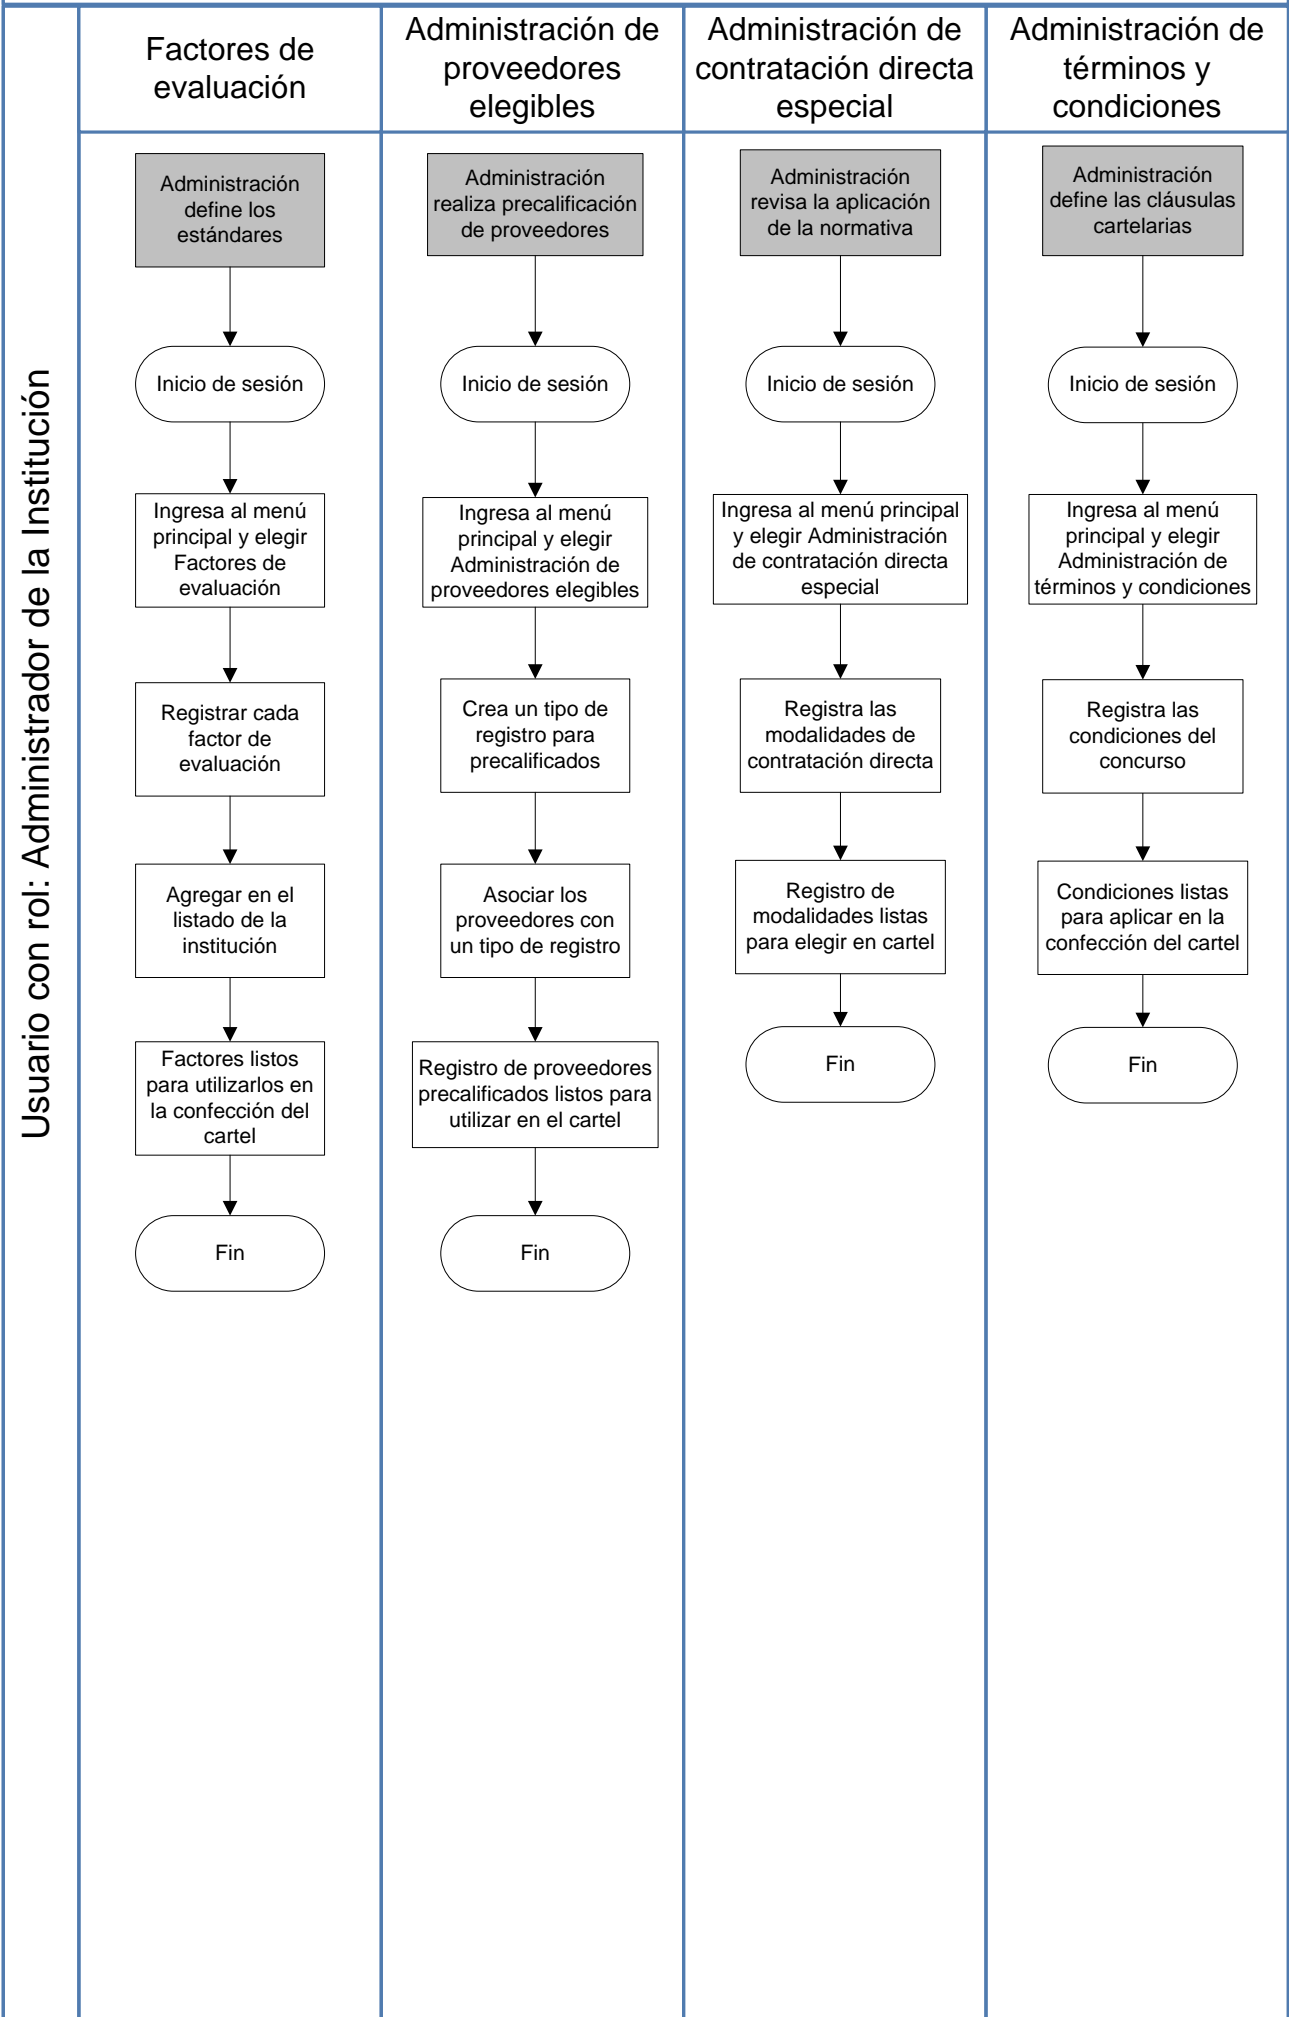 Usuario con rol: Administrador de la Institución
Factores de
evaluación
Administración
define los
estándares
Inicio de sesión
Ingresa al menú
principal y elegir
Factores de
evaluación
Registrar cada
factor de
evaluación
Agregar en el
listado de la
institución
Factores listos
para utilizarlos en
la confección del
cartel
Fin
Administración de
proveedores
elegibles
Administración
realiza precalificación
de proveedores
Inicio de sesión
Ingresa al menú
principal y elegir
Administración de
proveedores elegibles
Crea un tipo de
registro para
precalificados
Asociar los
proveedores con
un tipo de registro
Registro de proveedores
precalificados listos para
utilizar en el cartel
Fin
Administración de
contratación directa
especial
Administración
revisa la aplicación
de la normativa
Inicio de sesión
Ingresa al menú principal
y elegir Administración
de contratación directa
especial
Registra las
modalidades de
contratación directa
Registro de
modalidades listas
para elegir en cartel
Fin
Administración de
términos y
condiciones
Administración
define las cláusulas
cartelarias
Inicio de sesión
Ingresa al menú
principal y elegir
Administración de
términos y condiciones
Registra las
condiciones del
concurso
Condiciones listas
para aplicar en la
confección del cartel
Fin